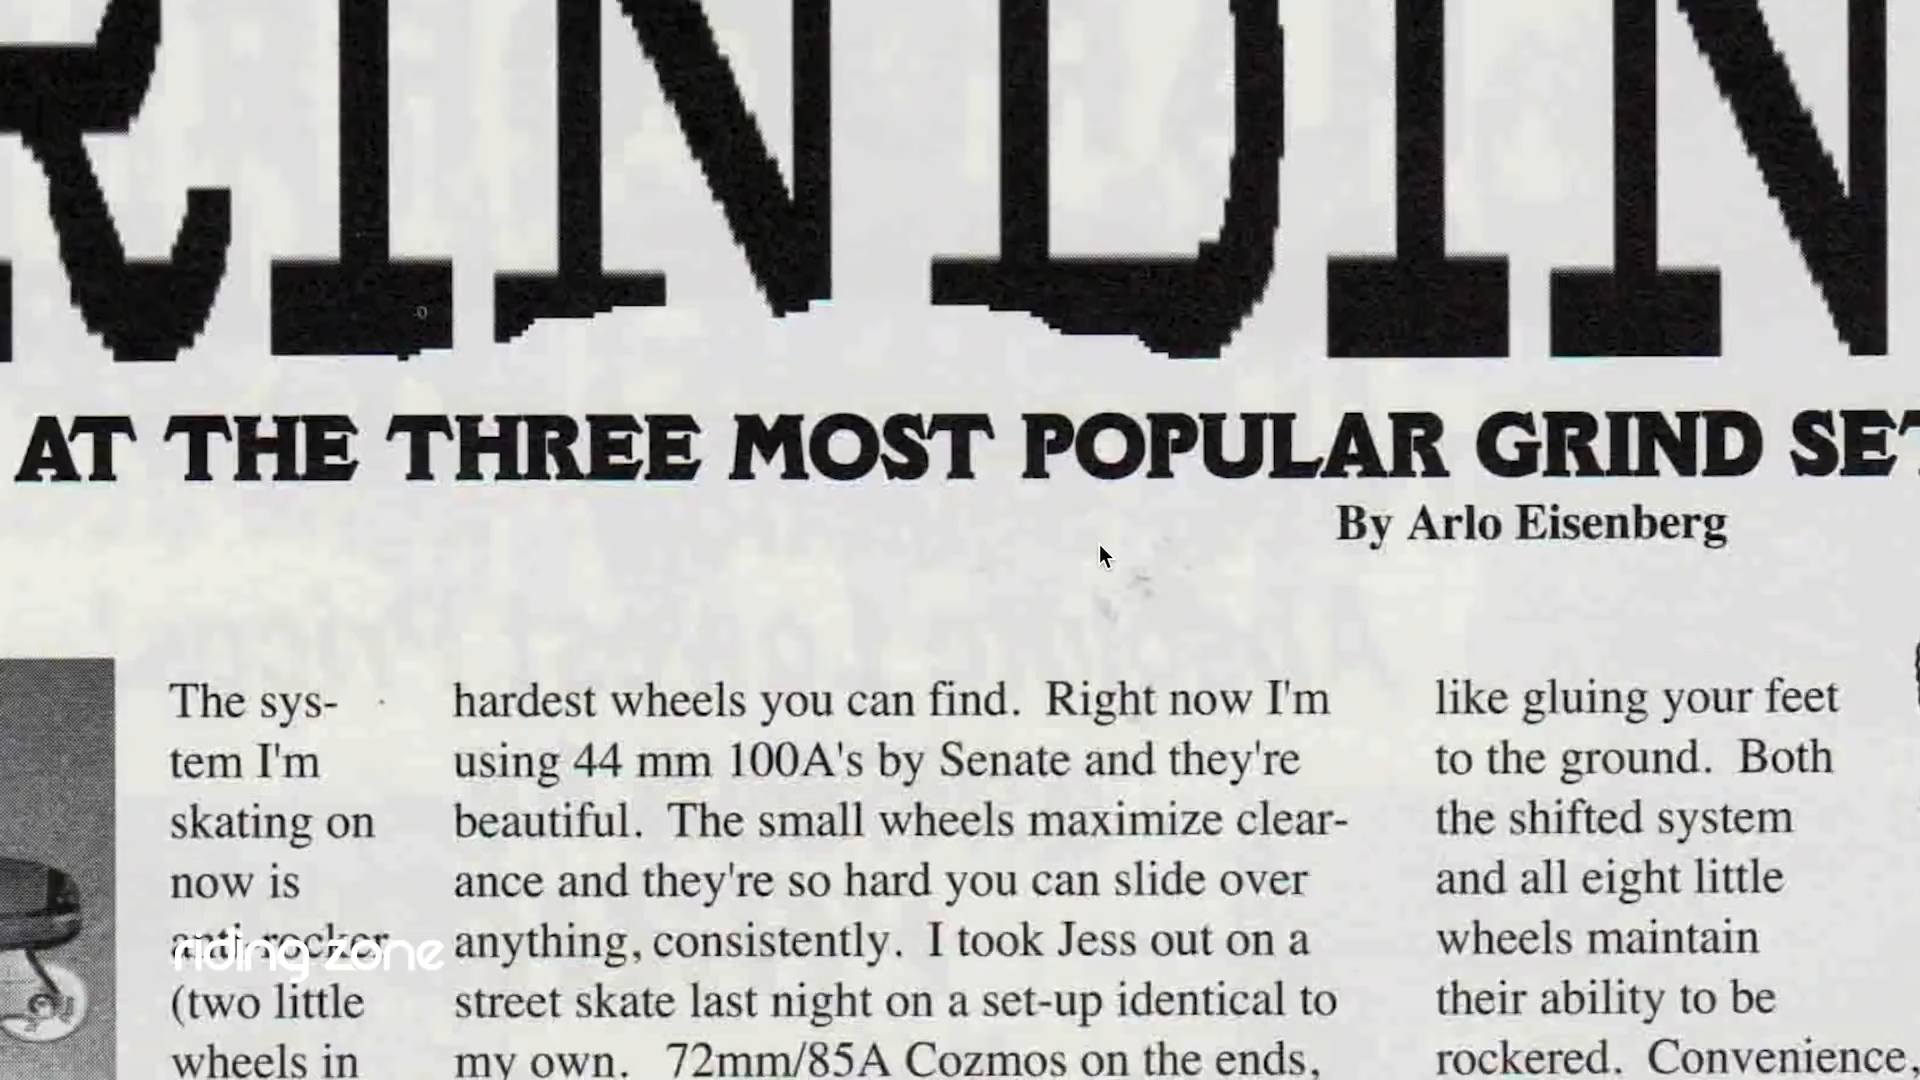 RIN DIN
AT THE THREE MOST POPULAR GRIND SE
By Arlo Eisenberg
The sys-
tem I'm
skating on
now is
anti-rocker
(two little
wheels in
hardest wheels you can find. Right now I'm
using 44 mm 100A's by Senate and they're
beautiful. The small wheels maximize clear-
ance and they're so hard you can slide over
anything, consistently. I took Jess out on a
street skate last night on a set-up identical to
my own. 72mm/85A Cozmos on the ends,
like gluing your feet
to the ground. Both
the shifted system
and all eight little
wheels maintain
their ability to be
rockered. Convenience,
riding zone